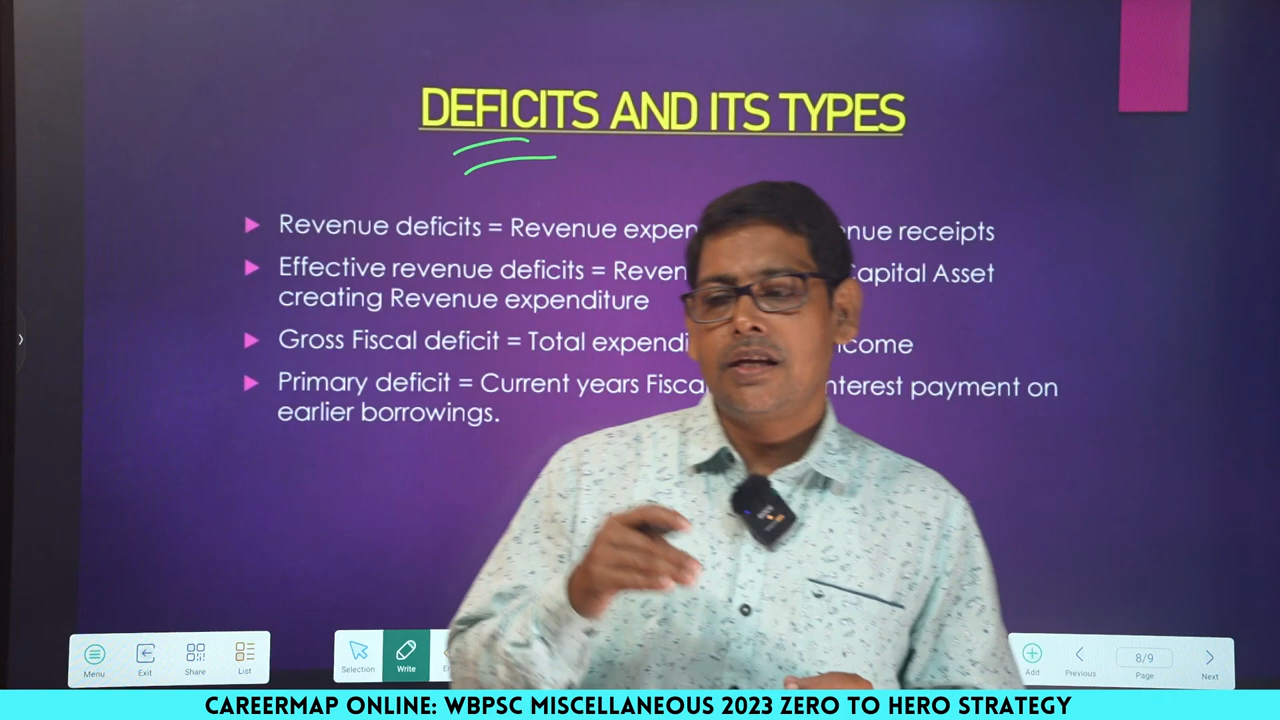 DEFICITS AND ITS TYPES
Revenue deficits = Revenue expen nue receipts
Effective revenue deficits = Reven Capital Asset
creating Revenue expenditure
Gross Fiscal deficit = Total expendi ncome
Primary deficit = Current years Fisca nterest payment on
earlier borrowings.
Menu Exit Share List Selection Write Add Previous 8/9 Page Next
CAREERMAP ONLINE: WBPSC MISCELLANEOUS 2023 ZERO TO HERO STRATEGY